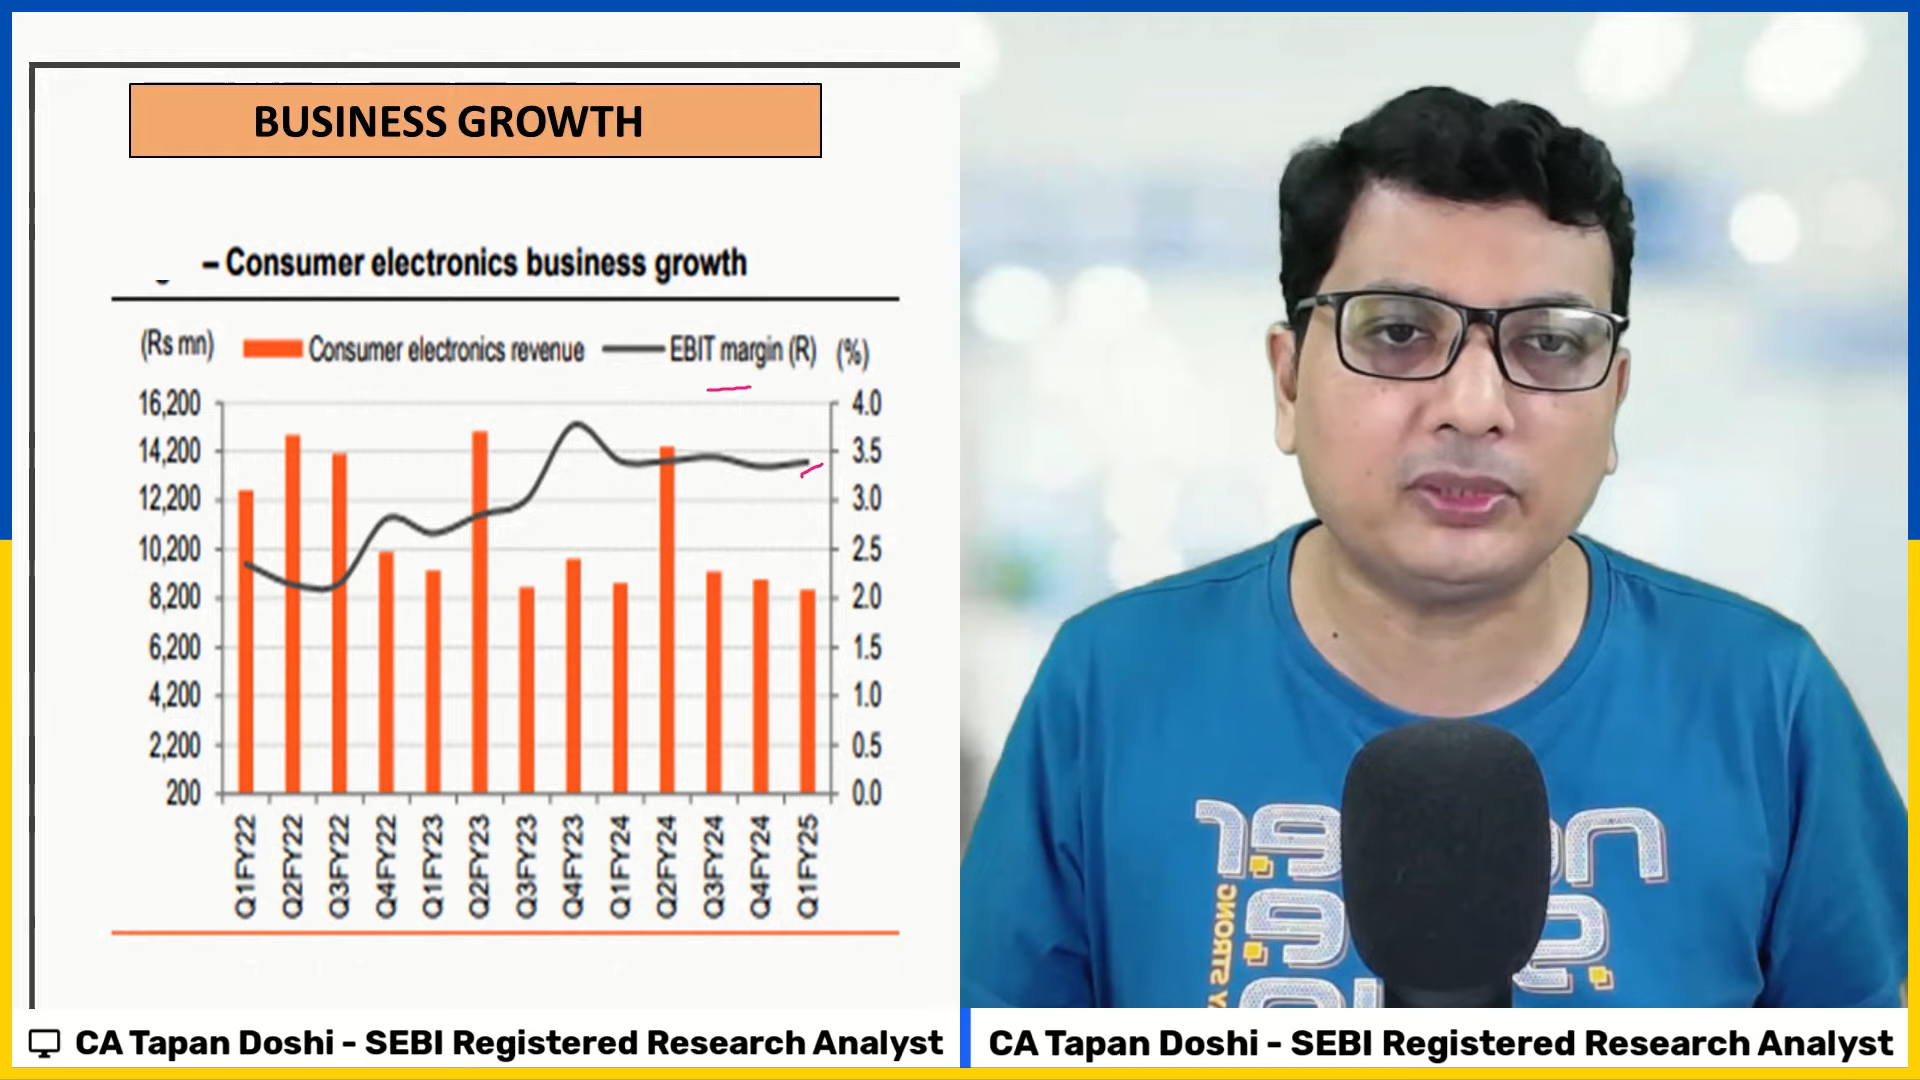 BUSINESS GROWTH
– Consumer electronics business growth
(Rs mn) Consumer electronics revenue EBIT margin (R) (%)
16,200 4.0
14,200 3.5
12,200 3.0
10,200 2.5
8,200 2.0
6,200 1.5
4,200 1.0
2,200 0.5
200 0.0
Q1FY22 Q2FY22 Q3FY22 Q4FY22 Q1FY23 Q2FY23 Q3FY23 Q4FY23 Q1FY24 Q2FY24 Q3FY24 Q4FY24 Q1FY25
STRONG
CA Tapan Doshi - SEBI Registered Research Analyst
CA Tapan Doshi - SEBI Registered Research Analyst